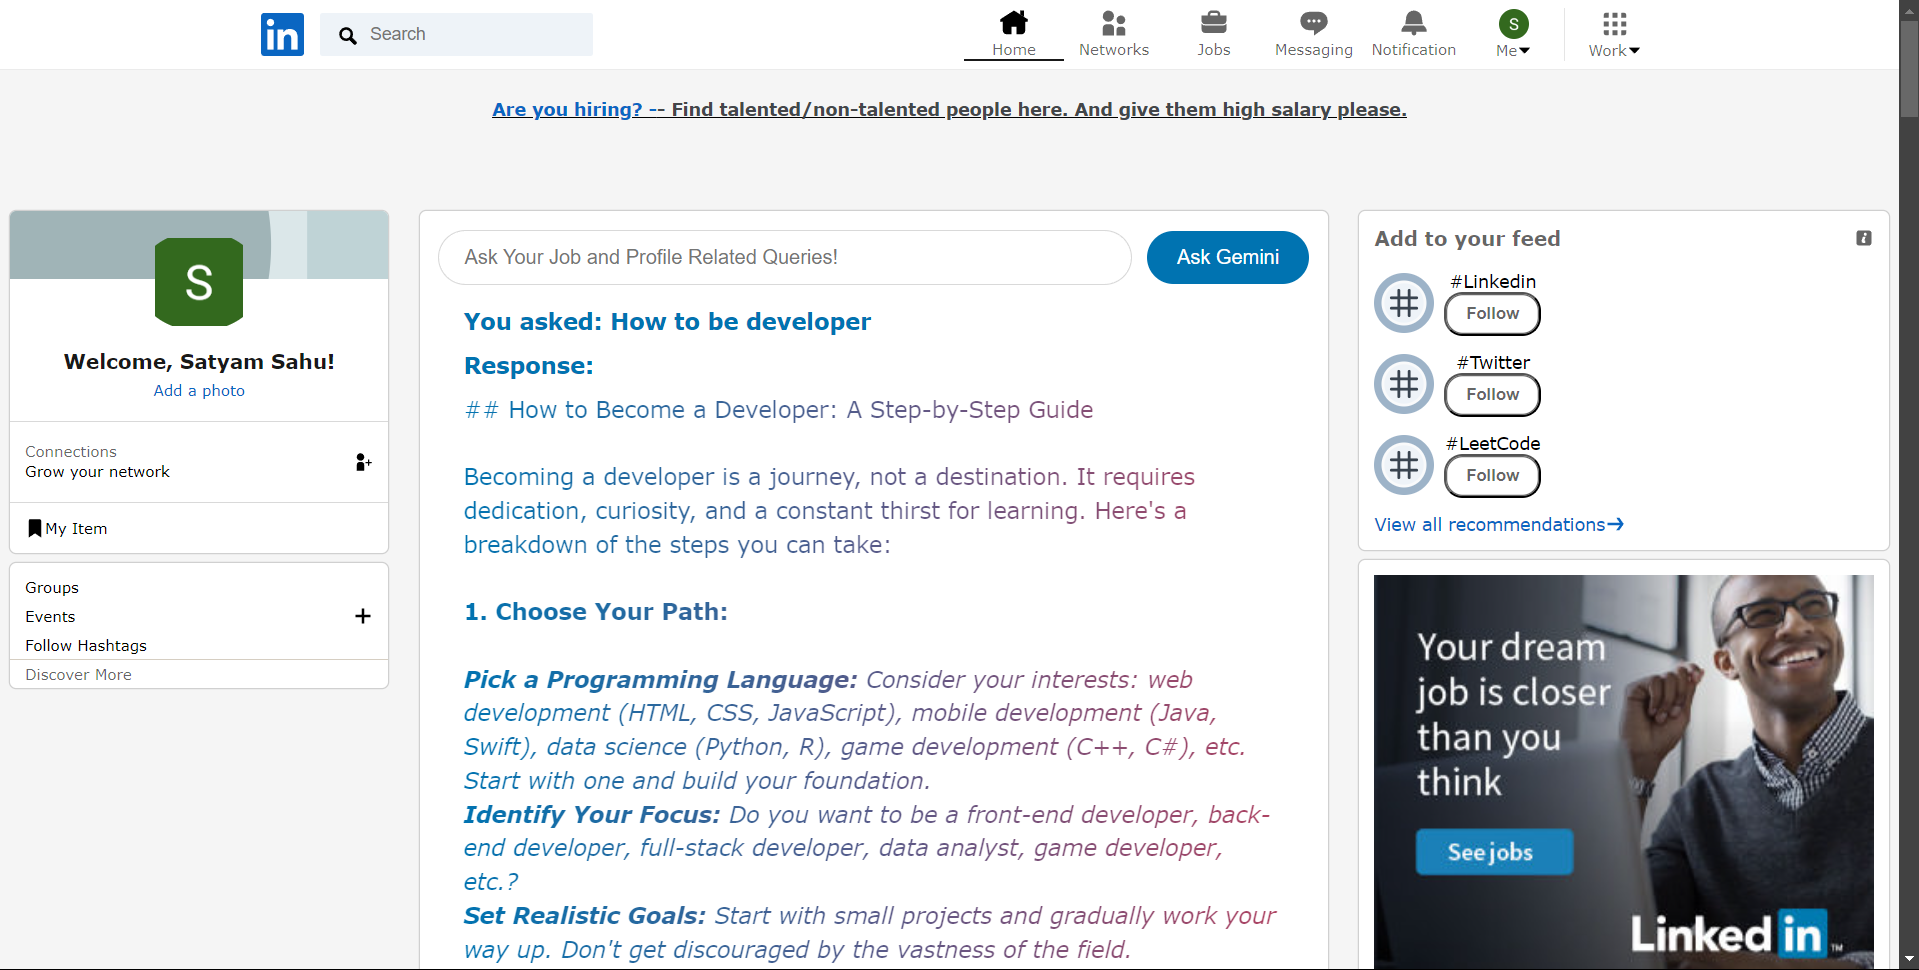 in
Search
Home
Networks
Jobs
Messaging
Notification
S
Me
Work
Are you hiring? -- Find talented/non-talented people here. And give them high salary please.
S
Welcome, Satyam Sahu!
Add a photo
Connections
Grow your network
My Item
Groups
Events
Follow Hashtags
Discover More
Ask Your Job and Profile Related Queries!
Ask Gemini
You asked: How to be developer
Response:
## How to Become a Developer: A Step-by-Step Guide
Becoming a developer is a journey, not a destination. It requires
dedication, curiosity, and a constant thirst for learning. Here's a
breakdown of the steps you can take:
1. Choose Your Path:
Pick a Programming Language: Consider your interests: web
development (HTML, CSS, JavaScript), mobile development (Java,
Swift), data science (Python, R), game development (C++, C#), etc.
Start with one and build your foundation.
Identify Your Focus: Do you want to be a front-end developer, back-
end developer, full-stack developer, data analyst, game developer,
etc.?
Set Realistic Goals: Start with small projects and gradually work your
way up. Don't get discouraged by the vastness of the field.
Add to your feed
#Linkedin
Follow
#Twitter
Follow
#LeetCode
Follow
View all recommendations
Your dream
job is closer
than you
think
See jobs
Linked in TM